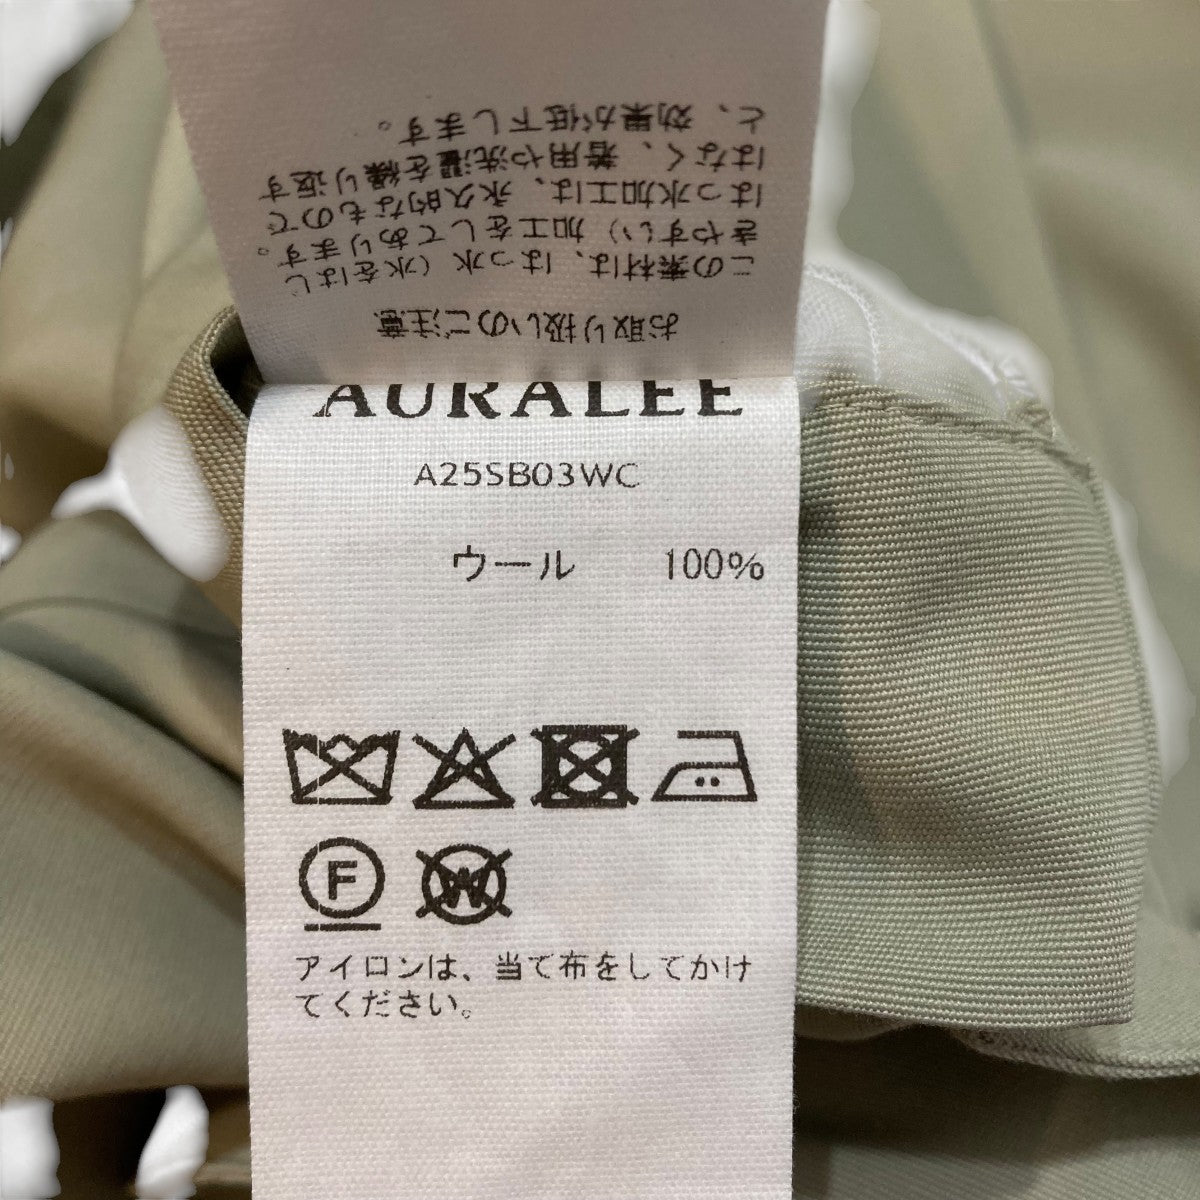 お取り扱いのご注意
この素材は、はっ水（水をはじ
きやすい）加工をしてあります。
はっ水加工は、永久的なもので
はなく、着用や洗濯を繰り返す
と、効果が低下します。
AURALEE
A25SB03WC
ウール 100%
F
W
アイロンは、当て布をしてかけ
てください。